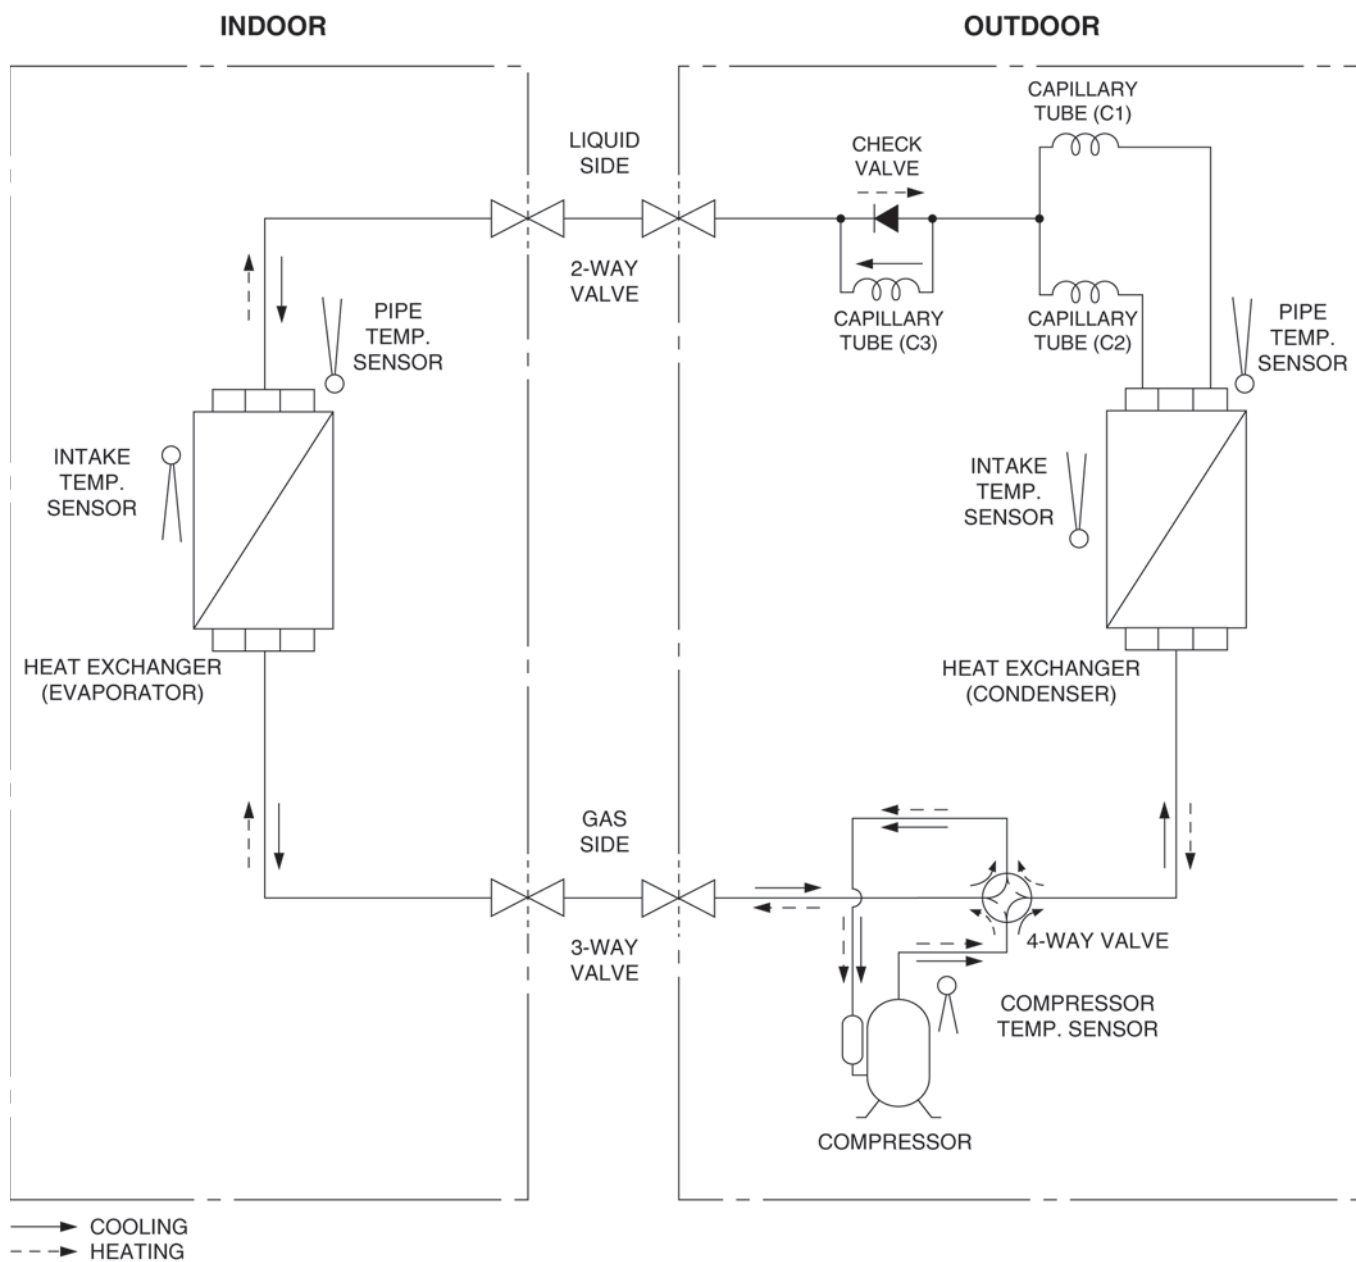 INDOOR
OUTDOOR
CAPILLARY
TUBE (C1)
LIQUID
SIDE
CHECK
VALVE
2-WAY
VALVE
PIPE
TEMP.
SENSOR
CAPILLARY
TUBE (C3)
CAPILLARY
TUBE (C2)
PIPE
TEMP.
SENSOR
INTAKE
TEMP.
SENSOR
INTAKE
TEMP.
SENSOR
HEAT EXCHANGER
(EVAPORATOR)
HEAT EXCHANGER
(CONDENSER)
GAS
SIDE
3-WAY
VALVE
4-WAY VALVE
COMPRESSOR
TEMP. SENSOR
COMPRESSOR
COOLING
HEATING